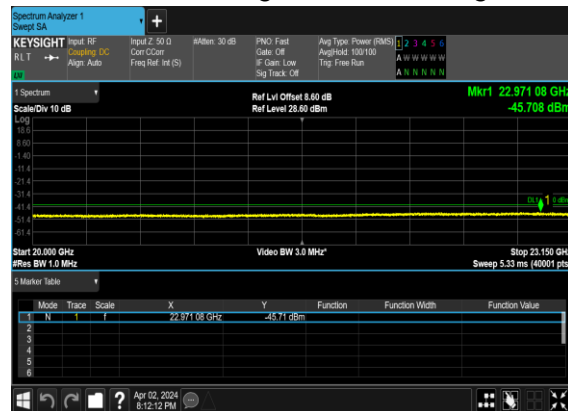 Spectrum Analyzer 1
Swept SA
+
KEYSIGHT Input: RF Input Z: 50 Ω #Atten: 30 dB PNO: Fast Avg Type: Power (RMS) 1 2 3 4 5 6
RLT Coupling: DC Corr CCorr Gate: Off Avg|Hold: 100/100 A W W W W W
Align: Auto Freq Ref: Int (S) IF Gain: Low Trig: Free Run
Sig Track: Off A N N N N N
LW
1 Spectrum Mkr1 22.971 08 GHz
Ref Lvl Offset 8.60 dB
Scale/Div 10 dB Ref Level 28.60 dBm -45.708 dBm
Log
18.6
8.60
-1.40
-11.4
-21.4
-31.4
-41.4
-51.4
-61.4
1
Start 20.000 GHz Video BW 3.0 MHz* Stop 23.150 GHz
#Res BW 1.0 MHz Sweep 5.33 ms (40001 pts
5 Marker Table
Mode Trace Scale X Y Function Function Width Function Value
1 N 1 f 22.971 08 GHz -45.71 dBm
2
3
4
5
6
?
Apr 02, 2024
8:12:12 PM